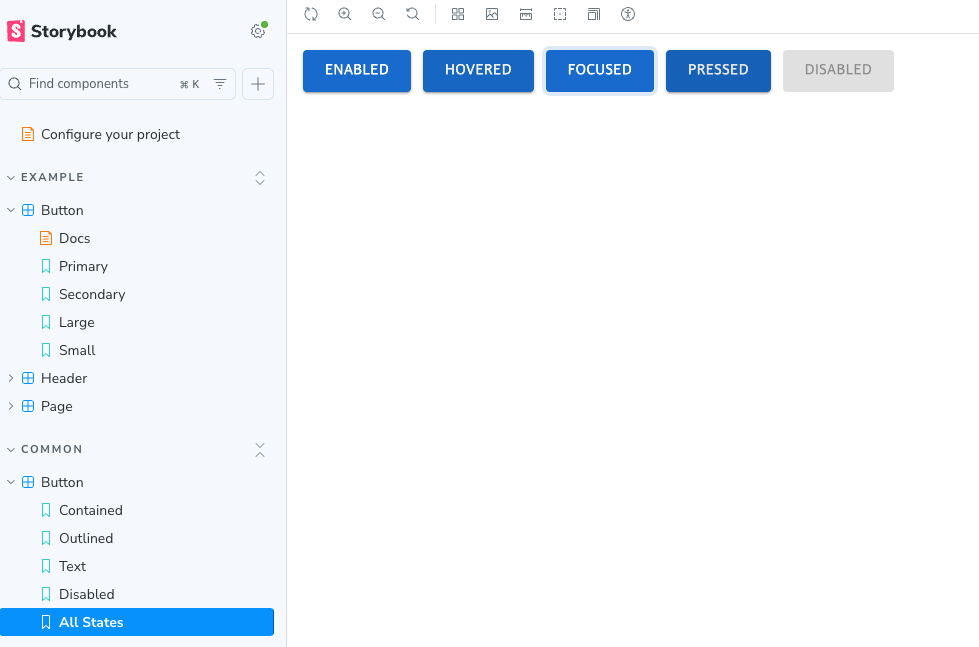 Storybook
Find components ⌘ K
Configure your project
EXAMPLE
Button
Docs
Primary
Secondary
Large
Small
Header
Page
COMMON
Button
Contained
Outlined
Text
Disabled
All States
ENABLED HOVERED FOCUSED PRESSED DISABLED